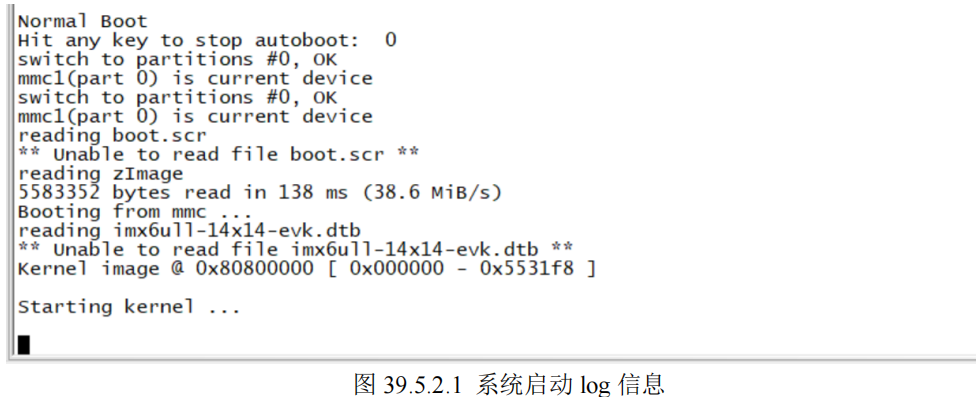 Normal Boot
Hit any key to stop autoboot:  0
switch to partitions #0, OK
mmc1(part 0) is current device
switch to partitions #0, OK
mmc1(part 0) is current device
reading boot.scr
** Unable to read file boot.scr **
reading zImage
5583352 bytes read in 138 ms (38.6 MiB/s)
Booting from mmc ...
reading imx6ull-14x14-evk.dtb
** Unable to read file imx6ull-14x14-evk.dtb **
Kernel image @ 0x80800000 [ 0x000000 - 0x5531f8 ]
Starting kernel ...
图 39.5.2.1 系统启动 log 信息